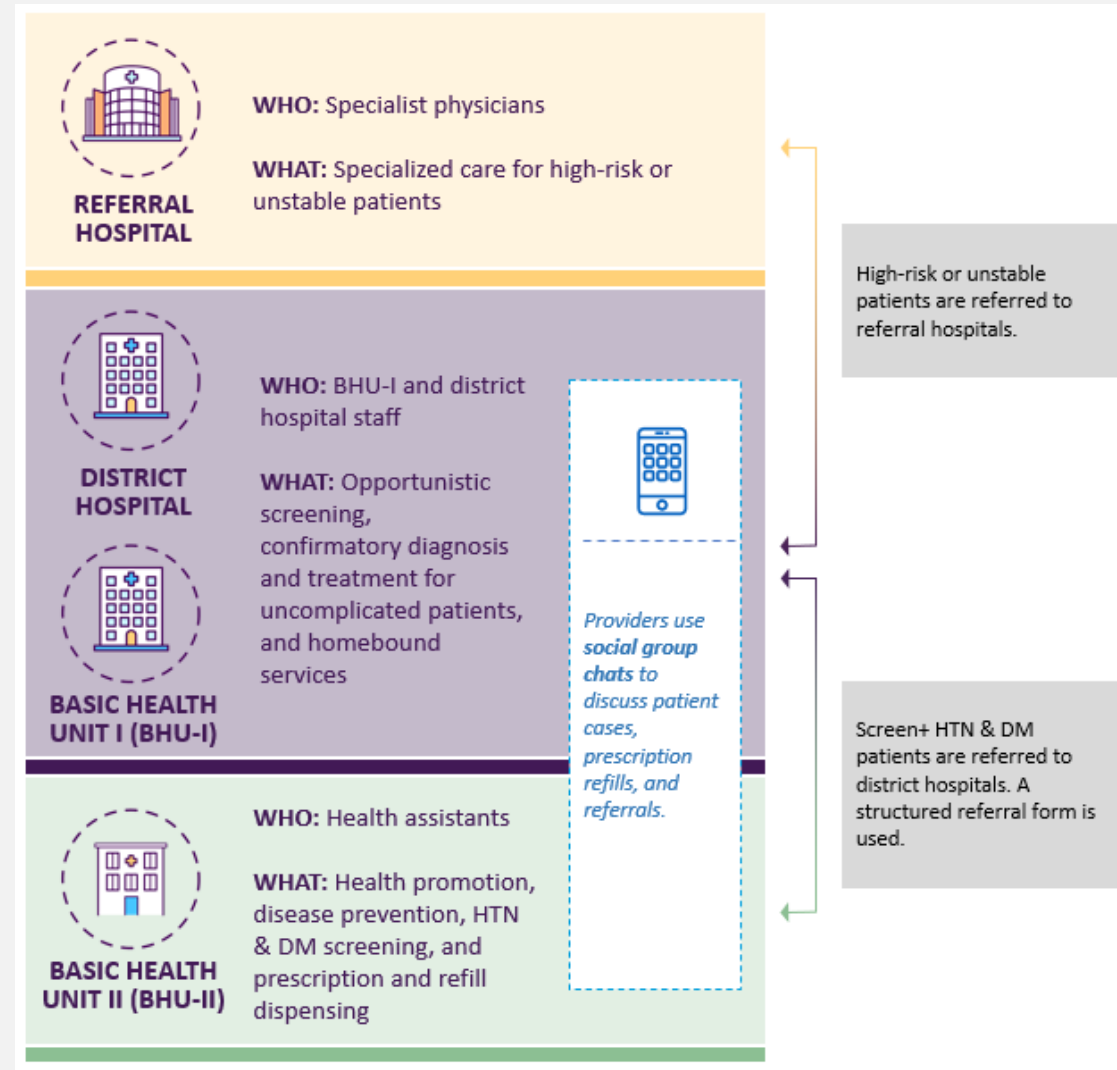 REFERRAL
HOSPITAL
WHO: Specialist physicians
WHAT: Specialized care for high-risk or
unstable patients
High-risk or unstable
patients are referred to
referral hospitals.
DISTRICT
HOSPITAL
BASIC HEALTH
UNIT I (BHU-I)
WHO: BHU-I and district
hospital staff
WHAT: Opportunistic
screening,
confirmatory diagnosis
and treatment for
uncomplicated patients,
and homebound
services
Providers use
social group
chats to
discuss patient
cases,
prescription
refills, and
referrals.
Screen+ HTN & DM
patients are referred to
district hospitals. A
structured referral form is
used.
BASIC HEALTH
UNIT II (BHU-II)
WHO: Health assistants
WHAT: Health promotion,
disease prevention, HTN
& DM screening, and
prescription and refill
dispensing